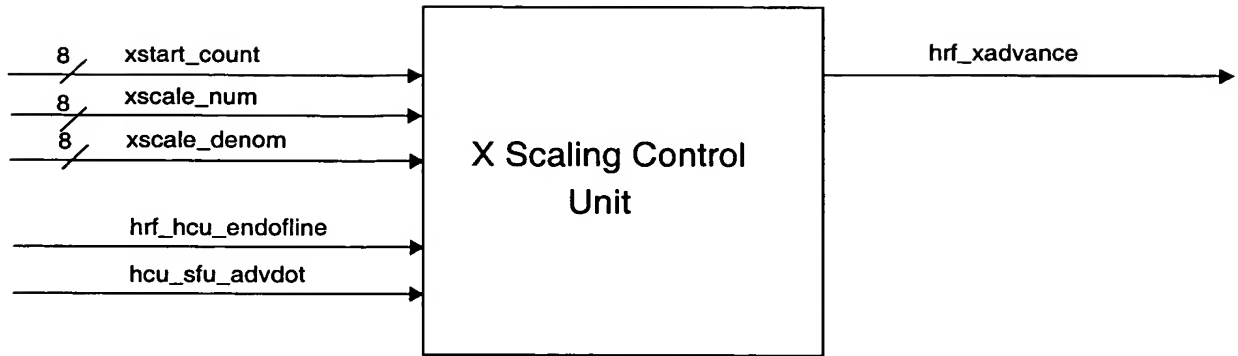 8 xstart_count
8 xscale_num
8 xscale_denom
hrf_hcu_endofline
hcu_sfu_advdot
X Scaling Control
Unit
hrf_xadvance